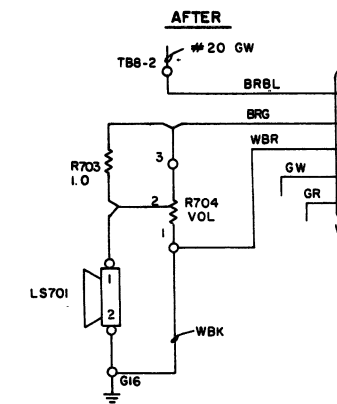 AFTER
#20 GW
TB8-2
BRBL
BRG
WBR
R703
1.0
3
GW
2
R704
VOL
GR
1
LS701
1
2
WBK
G16